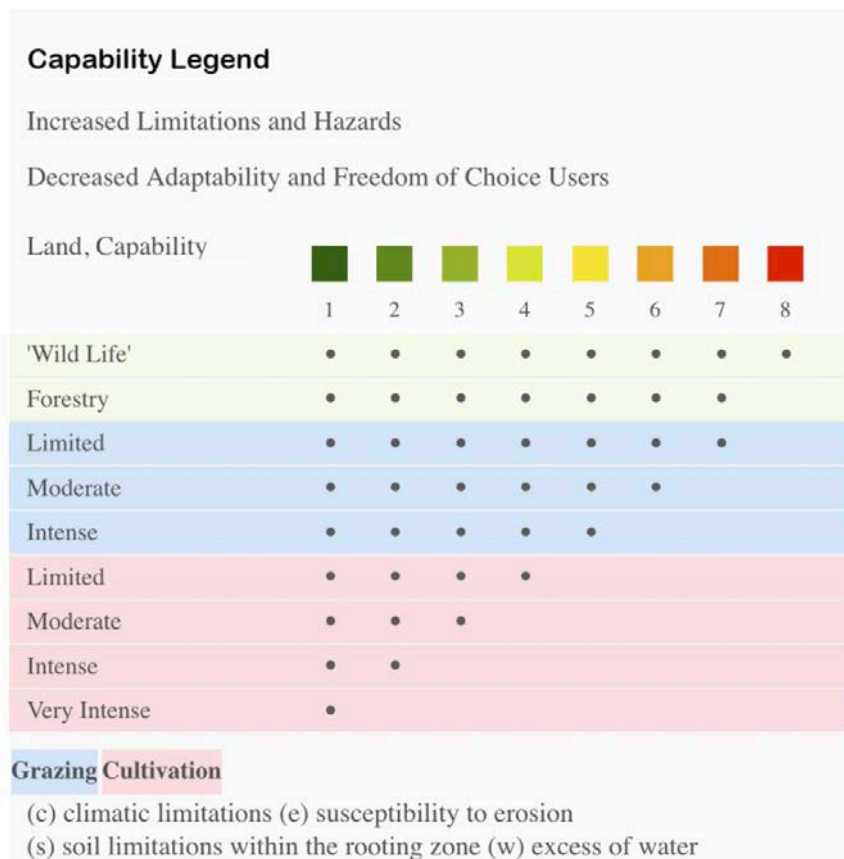 Capability Legend
Increased Limitations and Hazards
Decreased Adaptability and Freedom of Choice Users
Land, Capability
1 2 3 4 5 6 7 8
'Wild Life' • • • • • • • •
Forestry • • • • • • •
Limited • • • • • • •
Moderate • • • • • •
Intense • • • • •
Limited • • • •
Moderate • • •
Intense • •
Very Intense •
Grazing Cultivation
(c) climatic limitations (e) susceptibility to erosion
(s) soil limitations within the rooting zone (w) excess of water